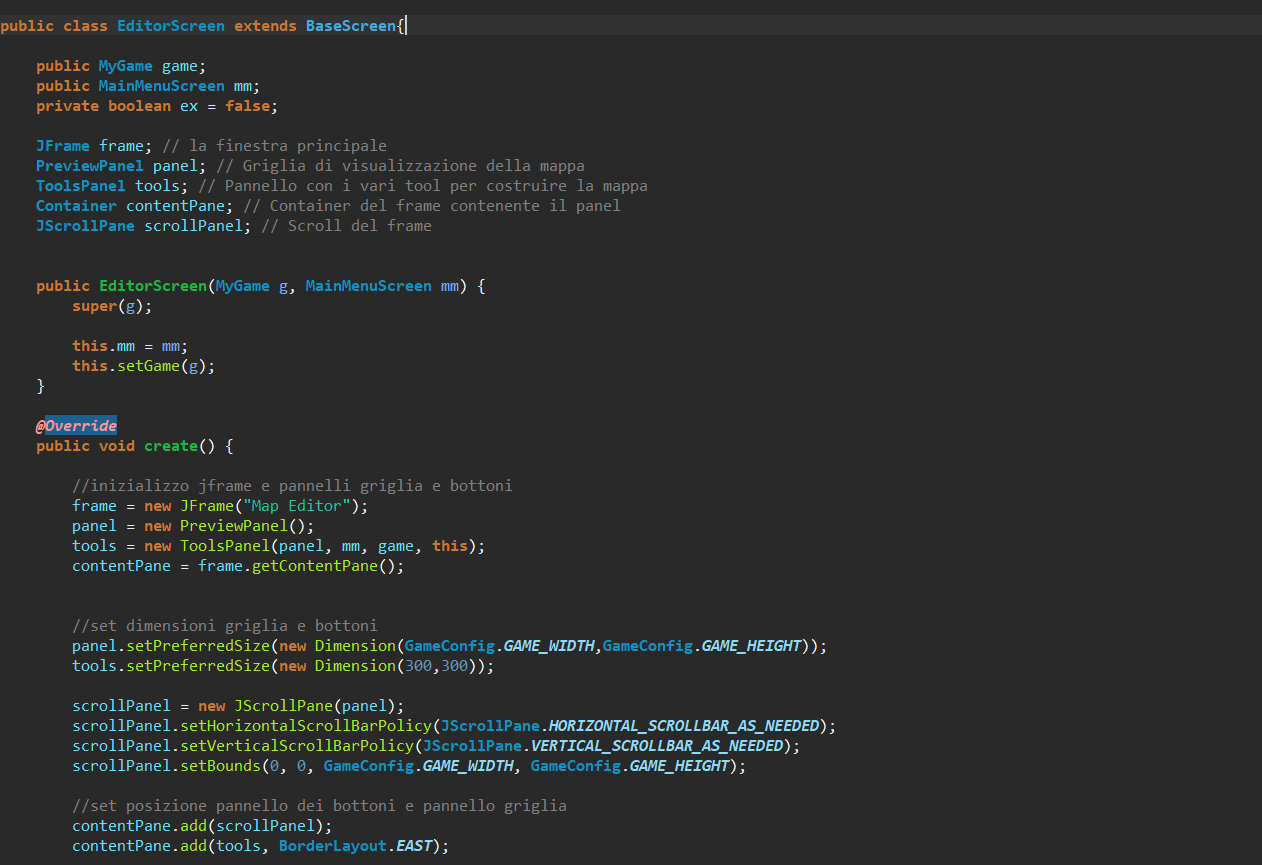 public class EditorScreen extends BaseScreen{
public MyGame game;
public MainMenuScreen mm;
private boolean ex = false;
JFrame frame; // la finestra principale
PreviewPanel panel; // Griglia di visualizzazione della mappa
ToolsPanel tools; // Pannello con i vari tool per costruire la mappa
Container contentPane; // Container del frame contenente il panel
JScrollPane scrollPanel; // Scroll del frame
public EditorScreen(MyGame g, MainMenuScreen mm) {
super(g);
this.mm = mm;
this.setGame(g);
}
@Override
public void create() {
//inizializzo jframe e pannelli griglia e bottoni
frame = new JFrame("Map Editor");
panel = new PreviewPanel();
tools = new ToolsPanel(panel, mm, game, this);
contentPane = frame.getContentPane();
//set dimensioni griglia e bottoni
panel.setPreferredSize(new Dimension(GameConfig.GAME_WIDTH,GameConfig.GAME_HEIGHT));
tools.setPreferredSize(new Dimension(300,300));
scrollPanel = new JScrollPane(panel);
scrollPanel.setHorizontalScrollBarPolicy(JScrollPane.HORIZONTAL_SCROLLBAR_AS_NEEDED);
scrollPanel.setVerticalScrollBarPolicy(JScrollPane.VERTICAL_SCROLLBAR_AS_NEEDED);
scrollPanel.setBounds(0, 0, GameConfig.GAME_WIDTH, GameConfig.GAME_HEIGHT);
//set posizione pannello dei bottoni e pannello griglia
contentPane.add(scrollPanel);
contentPane.add(tools, BorderLayout.EAST);